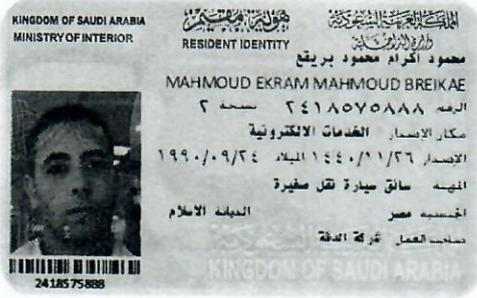 KINGDOM OF SAUDI ARABIA
MINISTRY OF INTERIOR
هوية مقيم
RESIDENT IDENTITY
المملكة العربية السعودية
وزارة الداخلية
محمود اكرام محمود بريقع
MAHMOUD EKRAM MAHMOUD BREIKAE
الرقم ٢٤١٨٥٧٥٨٨٨ نسخة ٢
مكان الاصدار الخدمات الالكترونية
الاصدار ١٤٤٠/١١/٢٦ الميلاد ١٩٩٠/٠٩/٢٤
المهنة سائق سيارة نقل صغيرة
الجنسية مصر الديانة الاسلام
صاحب العمل شركة الدقة
KINGDOM OF SAUDI ARABIA
2418575888